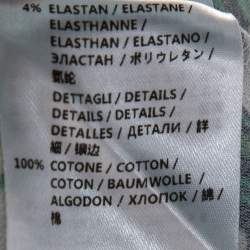 4% ELASTAN / ELASTANE /
ELASTHANNE /
ELASTHAN / ELASTANO /
ЭЛАСТАН / ポリウレタン /
氨纶
DETTAGLI / DETAILS /
DETAILS / DETAILS /
DETALLES / ДЕТАЛИ / 詳
細 / 镶边
100% COTONE / COTTON /
COTON / BAUMWOLLE /
ALGODON / ХЛОПОК / 綿 /
棉